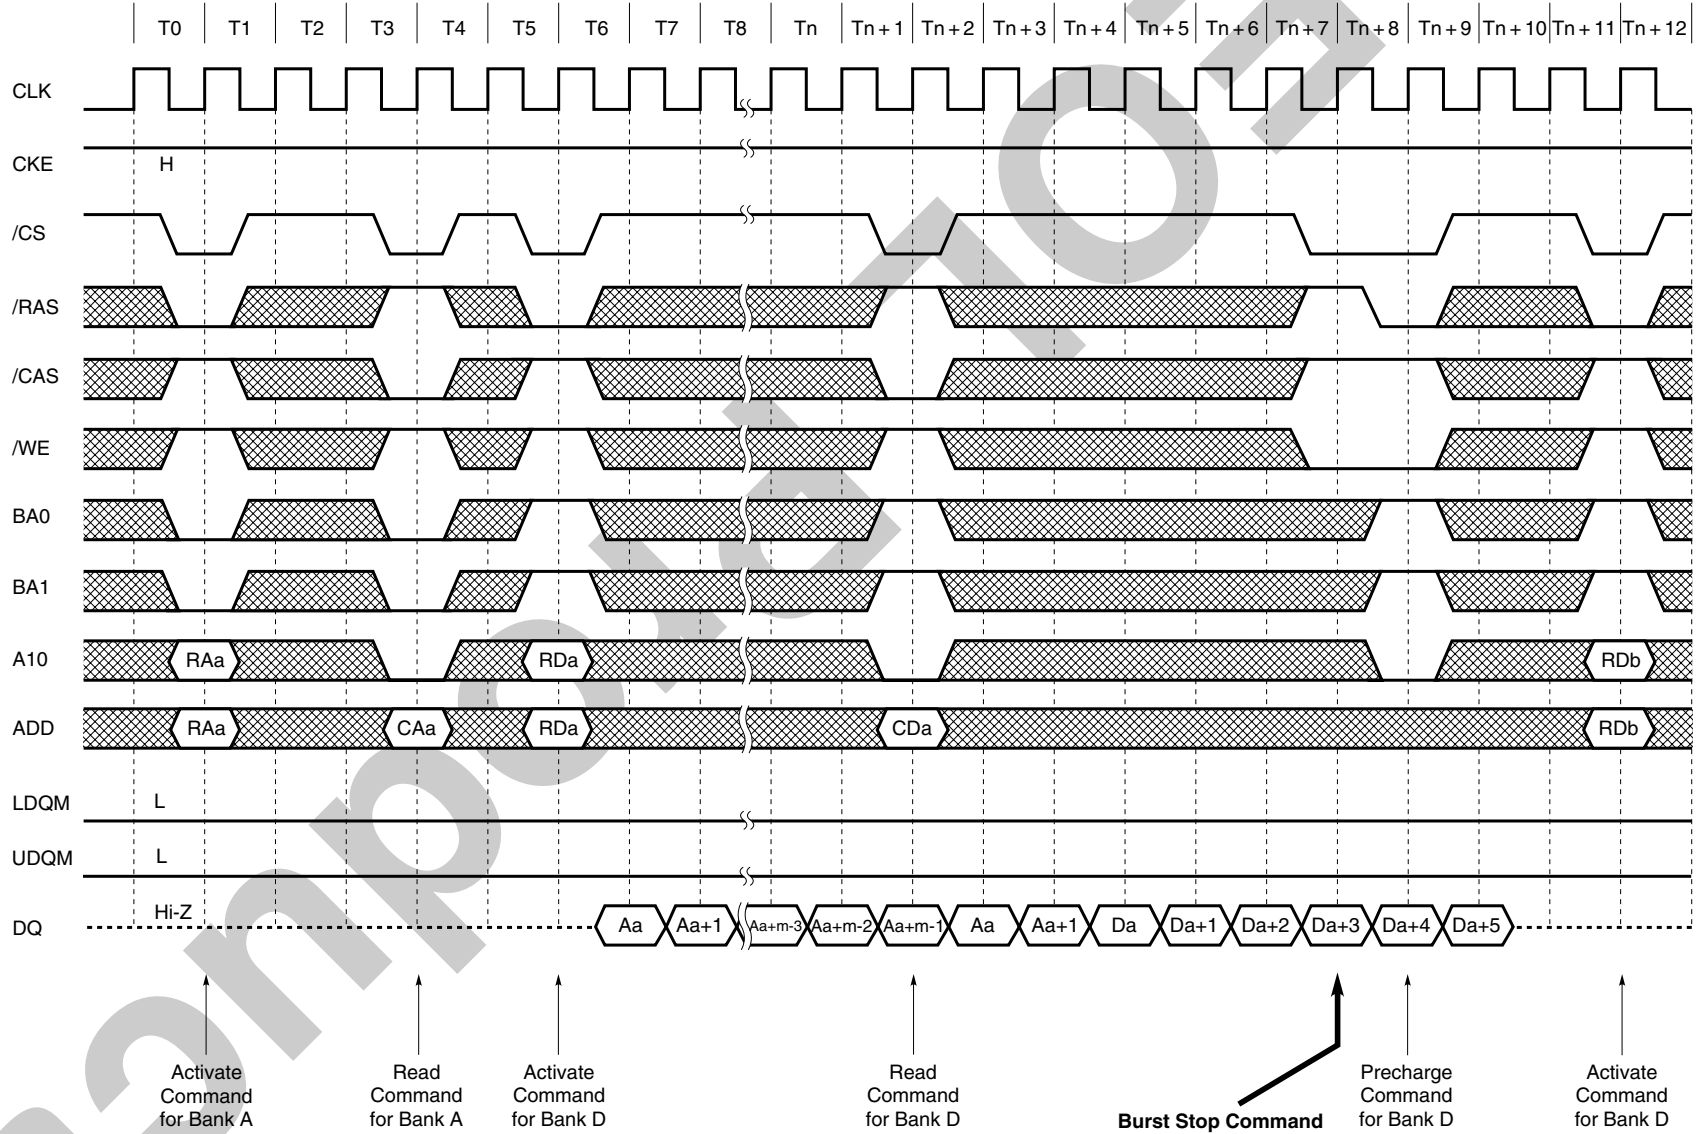 T0 T1 T2 T3 T4 T5 T6 T7 T8 Tn Tn + 1 Tn + 2 Tn + 3 Tn + 4 Tn + 5 Tn + 6 Tn + 7 Tn + 8 Tn + 9 Tn + 10 Tn + 11 Tn + 12
CLK
CKE H
/CS
/RAS
/CAS
/WE
BA0
BA1
A10 RAa RDa RDb
ADD RAa CAa RDa CDa RDb
LDQM L
UDQM L
DQ Hi-Z Aa Aa+1 Aa+m-3 Aa+m-2 Aa+m-1 Aa Aa+1 Da Da+1 Da+2 Da+3 Da+4 Da+5
Activate
Command
for Bank A
Read
Command
for Bank A
Activate
Command
for Bank D
Read
Command
for Bank D
Burst Stop Command
Precharge
Command
for Bank D
Activate
Command
for Bank D